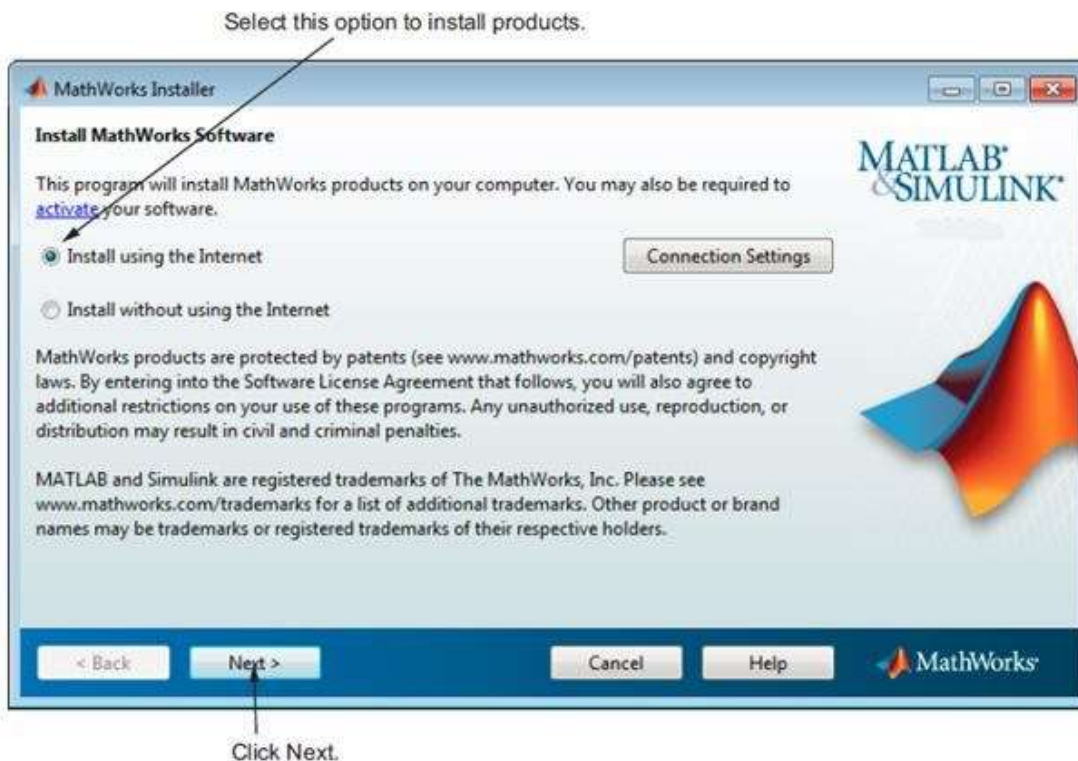 Select this option to install products.
MathWorks Installer
Install MathWorks Software
This program will install MathWorks products on your computer. You may also be required to
activate your software.
Install using the Internet
Connection Settings
Install without using the Internet
MathWorks products are protected by patents (see www.mathworks.com/patents) and copyright
laws. By entering into the Software License Agreement that follows, you will also agree to
additional restrictions on your use of these programs. Any unauthorized use, reproduction, or
distribution may result in civil and criminal penalties.
MATLAB and Simulink are registered trademarks of The MathWorks, Inc. Please see
www.mathworks.com/trademarks for a list of additional trademarks. Other product or brand
names may be trademarks or registered trademarks of their respective holders.
MATLAB®
&SIMULINK®
< Back
Next >
Cancel
Help
MathWorks®
Click Next.